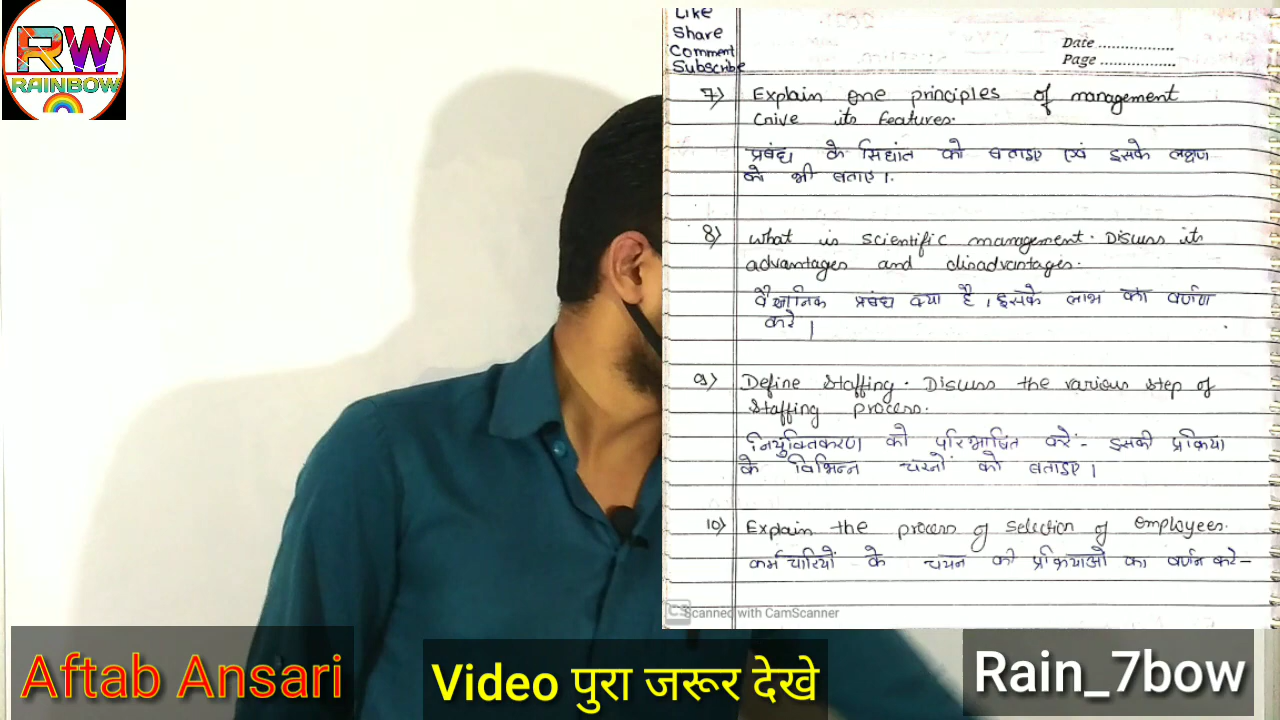 RW
RAINBOW
Like
Share
Comment
Subscribe
Date ..................
Page ..................
7) Explain one principles of management
Cnive its features.
प्रबंध के सिधांत को बताइए एवं इसके लक्षण
को भी बताए।
8) What is scientific management. Discuss its
advantages and disadvantages.
वैज्ञानिक प्रबंध क्या है। इसके लाभ का वर्णण
करे।
9) Define staffing. Discuss the various step of
staffing process.
नियुक्तिकरण को परिभाषित करें- इसकी प्रक्रिया
के विभिन्न चरनों को बताइए।
10) Explain the process of selection of employees.
कर्मचारियों के चयन की प्रक्रियाओं का वर्णन करे-
CS Scanned with CamScanner
Aftab Ansari
Video पुरा जरूर देखे
Rain_7bow